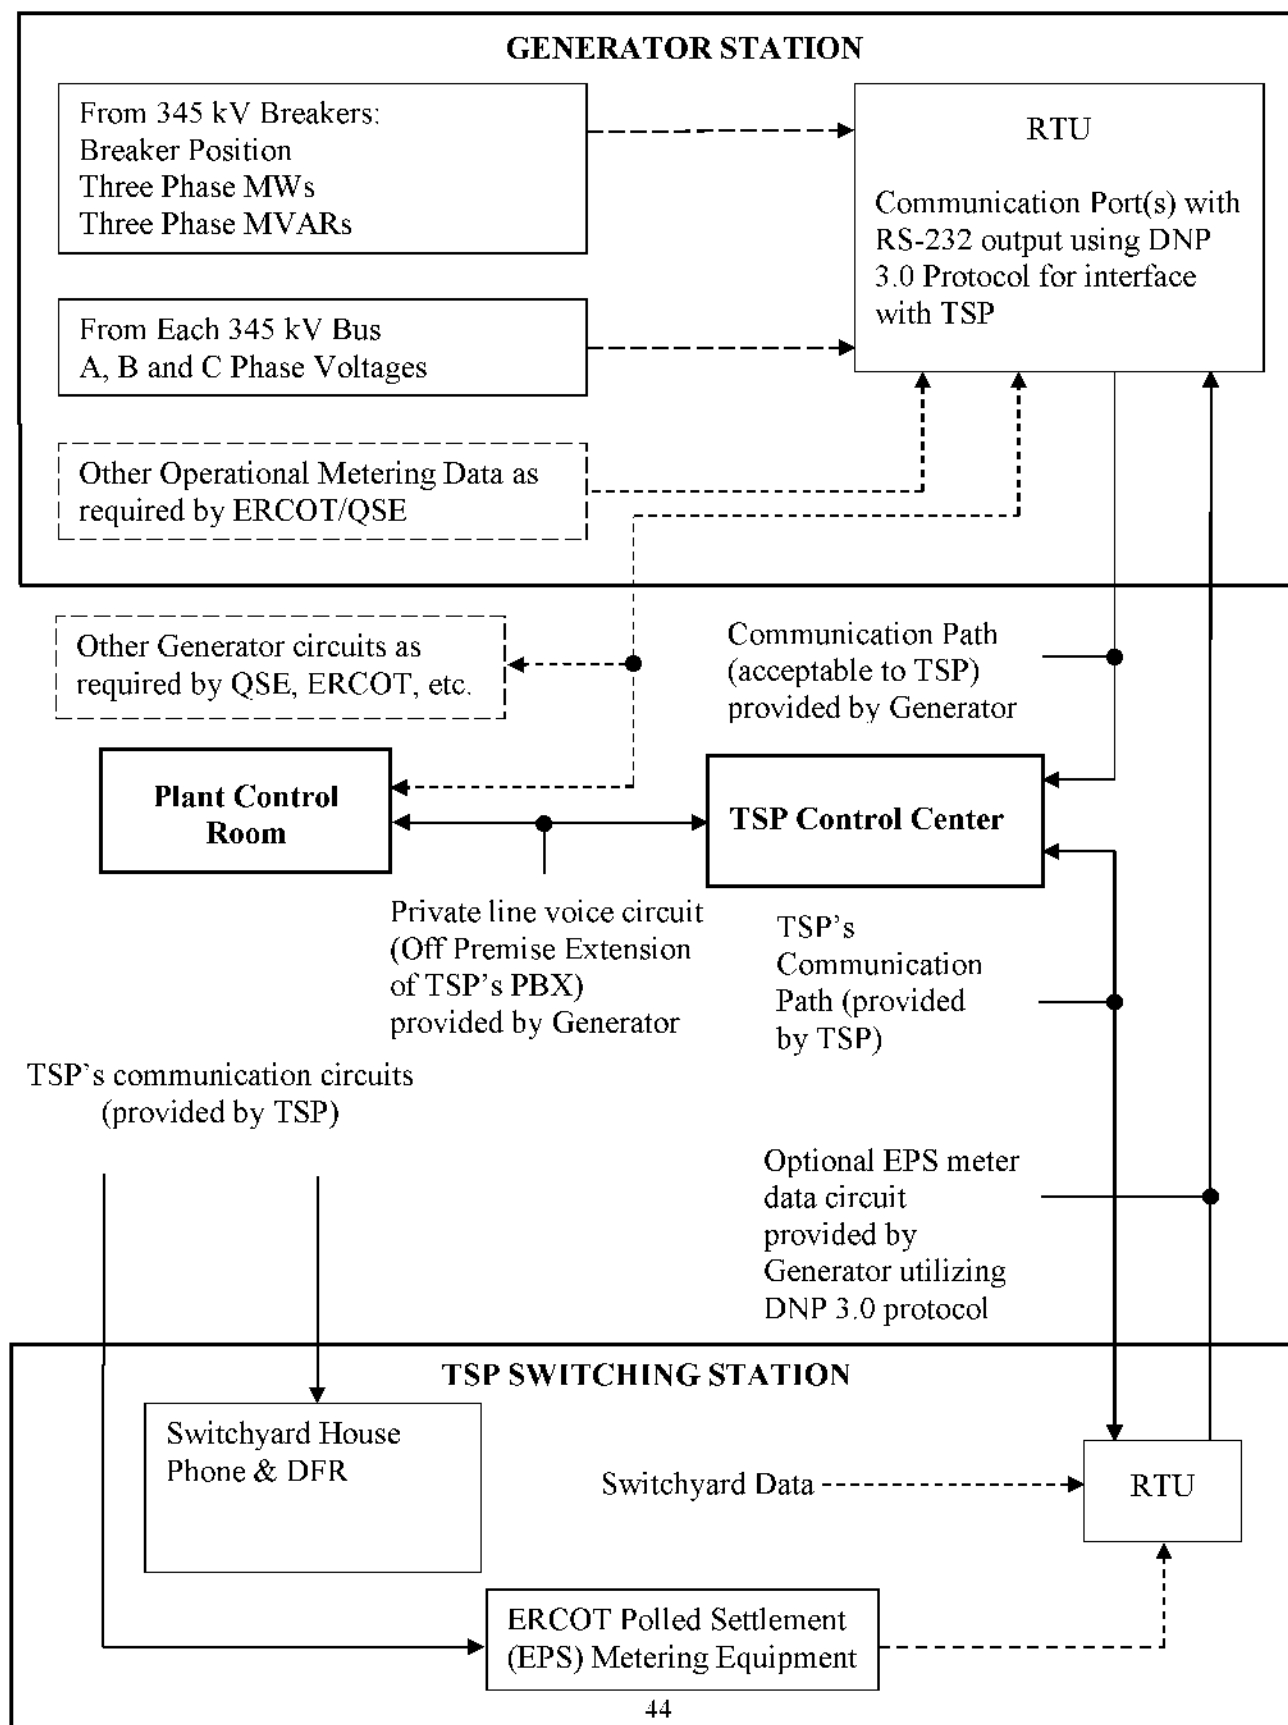 GENERATOR STATION
From 345 kV Breakers:
Breaker Position
Three Phase MWs
Three Phase MVARs
RTU
Communication Port(s) with
RS-232 output using DNP
3.0 Protocol for interface
with TSP
From Each 345 kV Bus
A, B and C Phase Voltages
Other Operational Metering Data as
required by ERCOT/QSE
Other Generator circuits as
required by QSE, ERCOT, etc.
Communication Path
(acceptable to TSP)
provided by Generator
Plant Control
Room
TSP Control Center
Private line voice circuit
(Off Premise Extension
of TSP's PBX)
provided by Generator
TSP's
Communication
Path (provided
by TSP)
TSP's communication circuits
(provided by TSP)
Optional EPS meter
data circuit
provided by
Generator utilizing
DNP 3.0 protocol
TSP SWITCHING STATION
Switchyard House
Phone & DFR
Switchyard Data
RTU
ERCOT Polled Settlement
(EPS) Metering Equipment
44